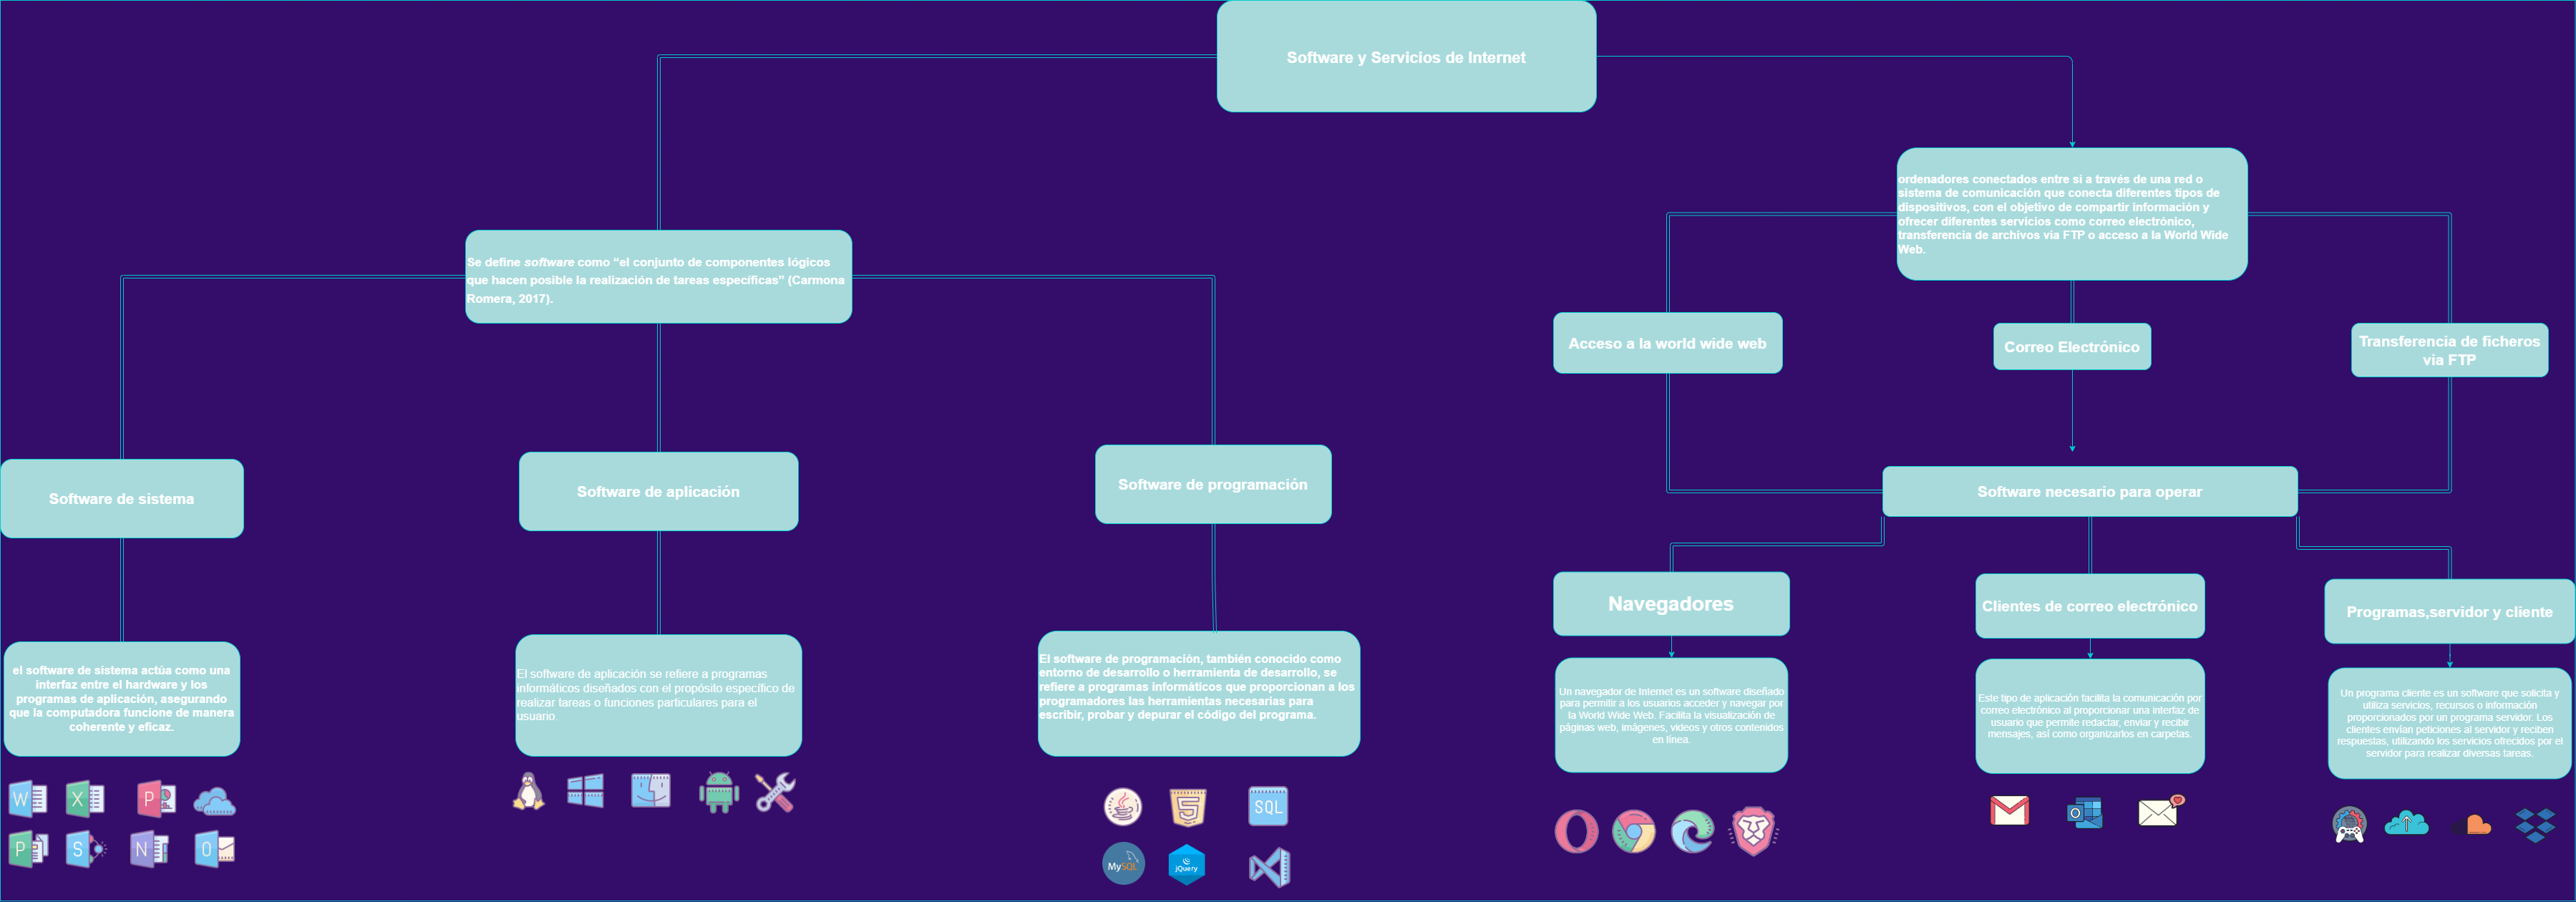 Software y Servicios de Internet
ordenadores conectados entre si a través de una red o
sistema de comunicación que conecta diferentes tipos de
dispositivos, con el objetivo de compartir información y
ofrecer diferentes servicios como correo electrónico,
transferencia de archivos via FTP o acceso a la World Wide
Web.
Se define software como “el conjunto de componentes lógicos
que hacen posible la realización de tareas específicas” (Carmona
Romera, 2017).
Acceso a la world wide web
Correo Electrónico
Transferencia de ficheros
via FTP
Software de sistema
Software de aplicación
Software de programación
Software necesario para operar
Navegadores
Clientes de correo electrónico
Programas,servidor y cliente
el software de sistema actúa como una
interfaz entre el hardware y los
programas de aplicación, asegurando
que la computadora funcione de manera
coherente y eficaz.
El software de aplicación se refiere a programas
informáticos diseñados con el propósito específico de
realizar tareas o funciones particulares para el
usuario.
El software de programación, también conocido como
entorno de desarrollo o herramienta de desarrollo, se
refiere a programas informáticos que proporcionan a los
programadores las herramientas necesarias para
escribir, probar y depurar el código del programa.
Un navegador de Internet es un software diseñado
para permitir a los usuarios acceder y navegar por
la World Wide Web. Facilita la visualización de
páginas web, imágenes, videos y otros contenidos
en línea.
Este tipo de aplicación facilita la comunicación por
correo electrónico al proporcionar una interfaz de
usuario que permite redactar, enviar y recibir
mensajes, así como organizarlos en carpetas.
Un programa cliente es un software que solicita y
utiliza servicios, recursos o información
proporcionados por un programa servidor. Los
clientes envían peticiones al servidor y reciben
respuestas, utilizando los servicios ofrecidos por el
servidor para realizar diversas tareas.
W
X
P
P
S
N
O
5
SQL
MySQL
jQuery
O